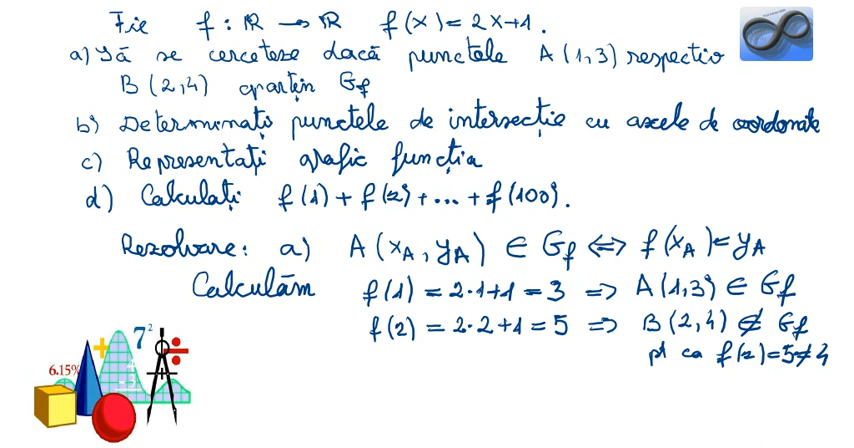 Fie f : ℝ → ℝ f(x) = 2x+1.
a) Să se cerceteze dacă punctele A(1,3) respectiv
B(2,4) aparțin Gf
b) Determinați punctele de intersecție cu axele de coordonate
c) Reprezentați grafic funcția
d) Calculați f(1) + f(2) + ... + f(100).
Rezolvare: a) A(xA, yA) ∈ Gf ⟺ f(xA) = yA
Calculăm f(1) = 2·1+1 = 3 ⟹ A(1,3) ∈ Gf
f(2) = 2·2+1 = 5 ⟹ B(2,4) ∉ Gf
pt ca f(2)=5≠4
7²
÷
+
6.15%